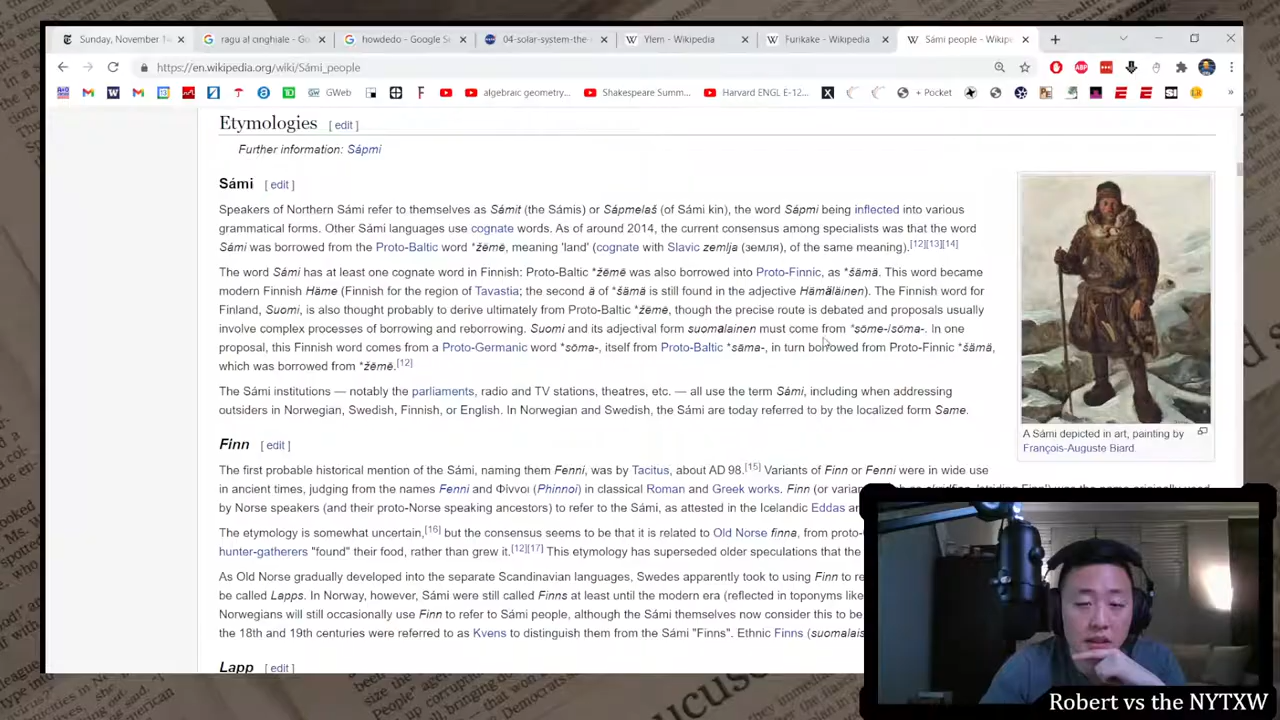 Sunday, November 1
ragu al cinghiale - Go
howdedo - Google S
04-solar-system-the
Ylem - Wikipedia
Furikake - Wikipedia
Sámi people - Wikip
https://en.wikipedia.org/wiki/Sámi_people
GWeb
algebraic geometry...
Shakespeare Summ...
Harvard ENGL E-12...
+ Pocket
Etymologies [ edit ]
Further information: Sápmi
Sámi [ edit ]
Speakers of Northern Sámi refer to themselves as Sámit (the Sámis) or Sápmelaš (of Sámi kin), the word Sápmi being inflected into various
grammatical forms. Other Sámi languages use cognate words. As of around 2014, the current consensus among specialists was that the word
Sámi was borrowed from the Proto-Baltic word *žēmē, meaning 'land' (cognate with Slavic zemlja (земля), of the same meaning).[12][13][14]
The word Sámi has at least one cognate word in Finnish: Proto-Baltic *žēmē was also borrowed into Proto-Finnic, as *šämä. This word became
modern Finnish Häme (Finnish for the region of Tavastia; the second ä of *šämä is still found in the adjective Hämäläinen). The Finnish word for
Finland, Suomi, is also thought probably to derive ultimately from Proto-Baltic *žēmē, though the precise route is debated and proposals usually
involve complex processes of borrowing and reborrowing. Suomi and its adjectival form suomalainen must come from *sōme-/sōma-. In one
proposal, this Finnish word comes from a Proto-Germanic word *sōma-, itself from Proto-Baltic *sāma-, in turn borrowed from Proto-Finnic *šämä,
which was borrowed from *žēmē.[12]
The Sámi institutions — notably the parliaments, radio and TV stations, theatres, etc. — all use the term Sámi, including when addressing
outsiders in Norwegian, Swedish, Finnish, or English. In Norwegian and Swedish, the Sámi are today referred to by the localized form Same.
A Sámi depicted in art, painting by
François-Auguste Biard.
Finn [ edit ]
The first probable historical mention of the Sámi, naming them Fenni, was by Tacitus, about AD 98.[15] Variants of Finn or Fenni were in wide use
in ancient times, judging from the names Fenni and Φίννοι (Phinnoi) in classical Roman and Greek works. Finn (or varian
by Norse speakers (and their proto-Norse speaking ancestors) to refer to the Sámi, as attested in the Icelandic Eddas an
The etymology is somewhat uncertain,[16] but the consensus seems to be that it is related to Old Norse finna, from proto-
hunter-gatherers "found" their food, rather than grew it.[12][17] This etymology has superseded older speculations that the
As Old Norse gradually developed into the separate Scandinavian languages, Swedes apparently took to using Finn to re
be called Lapps. In Norway, however, Sámi were still called Finns at least until the modern era (reflected in toponyms like
Norwegians will still occasionally use Finn to refer to Sámi people, although the Sámi themselves now consider this to be
the 18th and 19th centuries were referred to as Kvens to distinguish them from the Sámi "Finns". Ethnic Finns (suomalais
Lapp [ edit ]
Robert vs the NYTXW